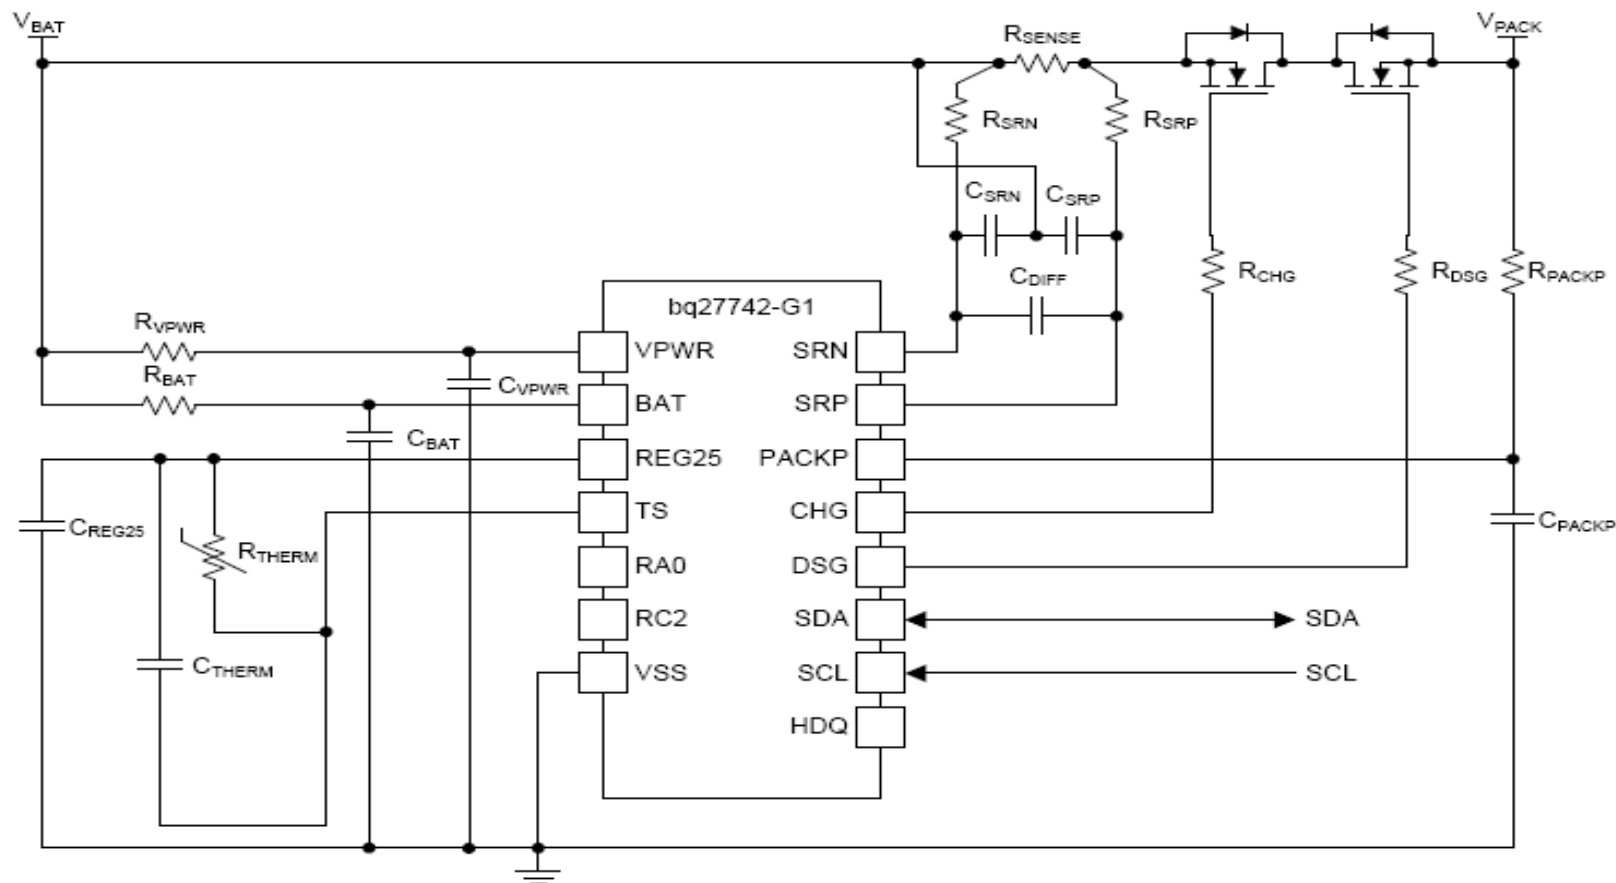 VBAT
RSENSE
VPACK
RSRN
RSRP
CSRN
CSRP
RCHG
RDSG
RPACKP
CDIFF
bq27742-G1
RVPWR
VPWR
SRN
RBAT
CVPWR
BAT
SRP
CBAT
REG25
PACKP
CREG25
TS
CHG
CPACKP
RTHERM
RA0
DSG
RC2
SDA
SDA
CTHERM
VSS
SCL
SCL
HDQ